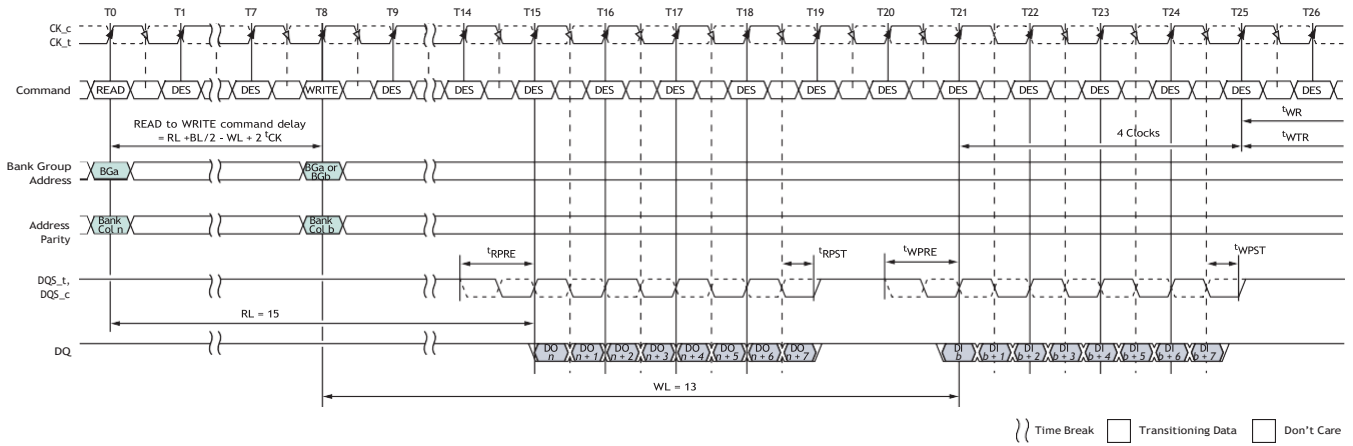 T0 T1 T7 T8 T9 T14 T15 T16 T17 T18 T19 T20 T21 T22 T23 T24 T25 T26
CK_c
CK_t
Command READ DES DES WRITE DES DES DES DES DES DES DES DES DES DES DES DES DES DES
tWR
READ to WRITE command delay
= RL +BL/2 - WL + 2 tCK
4 Clocks
tWTR
Bank Group
Address
BGa
BGa or
BGb
Address
Parity
Bank
Col n
Bank
Col b
tRPRE tRPST tWPRE tWPST
DQS_t,
DQS_c
RL = 15
DQ
DO DO DO DO DO DO DO DO DI DI DI DI DI DI DI DI
n n + 1 n + 2 n + 3 n + 4 n + 5 n + 6 n + 7 b b + 1 b + 2 b + 3 b + 4 b + 5 b + 6 b + 7
WL = 13
Time Break Transitioning Data Don't Care